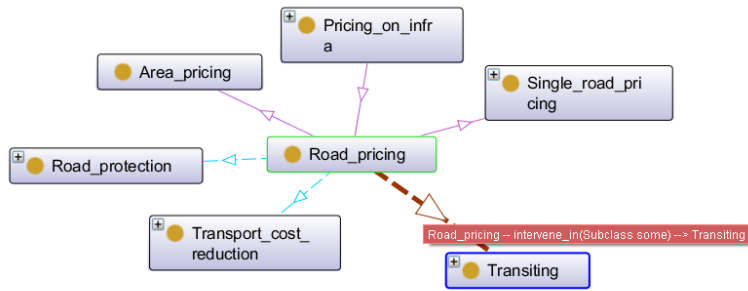 Pricing_on_infr
a
Area_pricing
Single_road_pri
cing
Road_pricing
Road_protection
Transport_cost_
reduction
Road_pricing -- intervene_in(Subclass some) --> Transiting
Transiting